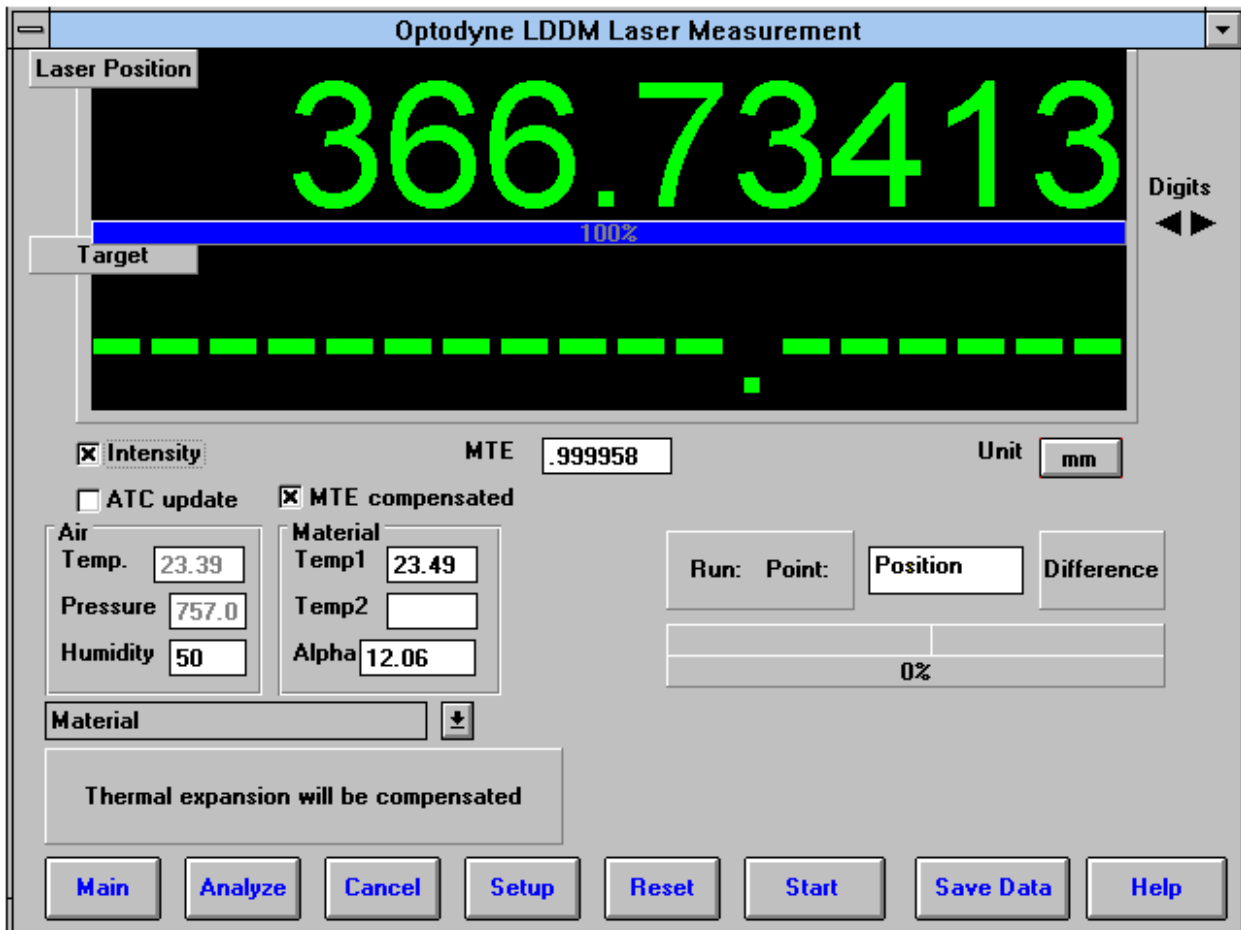 Optodyne LDDM Laser Measurement
Laser Position
366.73413
Digits
100%
Target
-----------.------
Intensity MTE .999958 Unit mm
ATC update MTE compensated
Air Material
Temp. 23.39 Temp1 23.49
Run: Point: Position Difference
Pressure 757.0 Temp2
Humidity 50 Alpha 12.06
0%
Material
Thermal expansion will be compensated
Main Analyze Cancel Setup Reset Start Save Data Help